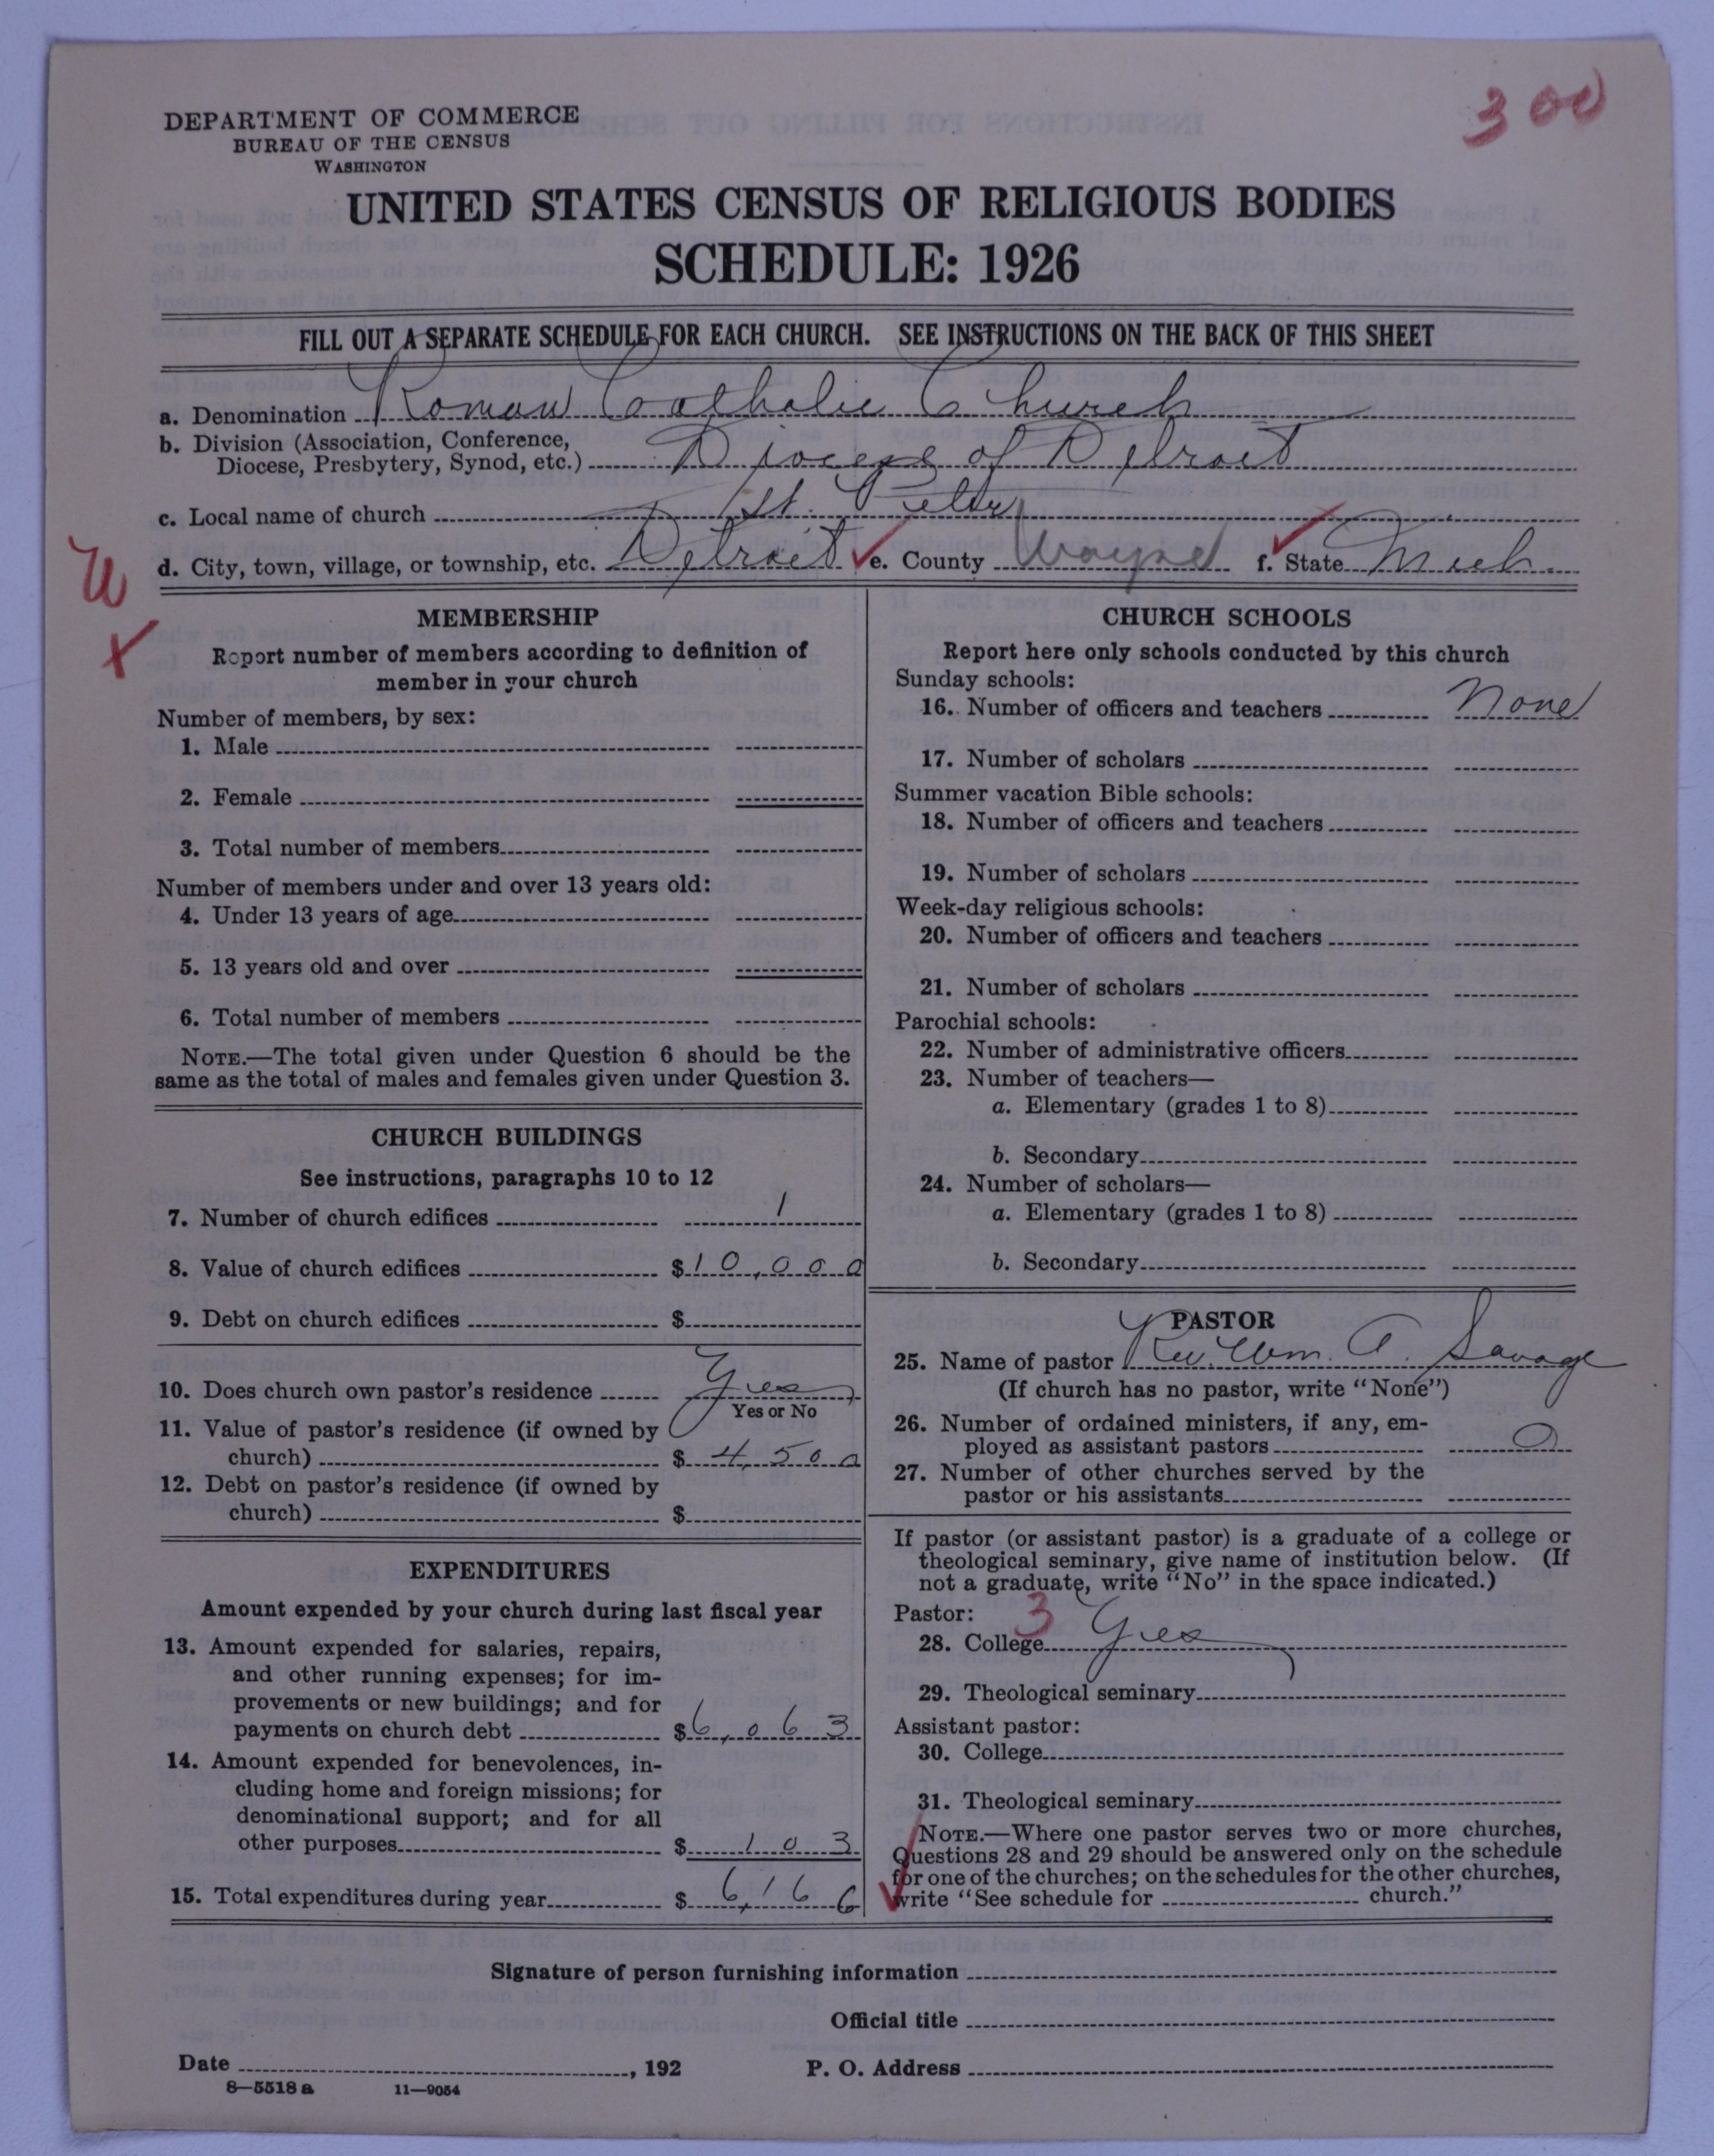 300
DEPARTMENT OF COMMERCE
BUREAU OF THE CENSUS
WASHINGTON
UNITED STATES CENSUS OF RELIGIOUS BODIES
SCHEDULE: 1926
FILL OUT A SEPARATE SCHEDULE FOR EACH CHURCH. SEE INSTRUCTIONS ON THE BACK OF THIS SHEET
a. Denomination Roman Catholic Church
b. Division (Association, Conference,
Diocese, Presbytery, Synod, etc.) Diocese of Detroit
c. Local name of church St. Peter
d. City, town, village, or township, etc. Detroit e. County Wayne f. State Mich.
W
X
MEMBERSHIP
Report number of members according to definition of
member in your church
Number of members, by sex:
1. Male
2. Female
3. Total number of members
Number of members under and over 13 years old:
4. Under 13 years of age
5. 13 years old and over
6. Total number of members
NOTE.—The total given under Question 6 should be the
same as the total of males and females given under Question 3.
CHURCH BUILDINGS
See instructions, paragraphs 10 to 12
7. Number of church edifices 1
8. Value of church edifices $10,000
9. Debt on church edifices $
10. Does church own pastor's residence Yes
Yes or No
11. Value of pastor's residence (if owned by
church) $4,500
12. Debt on pastor's residence (if owned by
church) $
EXPENDITURES
Amount expended by your church during last fiscal year
13. Amount expended for salaries, repairs,
and other running expenses; for im-
provements or new buildings; and for
payments on church debt $6,063
14. Amount expended for benevolences, in-
cluding home and foreign missions; for
denominational support; and for all
other purposes $103
15. Total expenditures during year $6,166
CHURCH SCHOOLS
Report here only schools conducted by this church
Sunday schools:
16. Number of officers and teachers None
17. Number of scholars
Summer vacation Bible schools:
18. Number of officers and teachers
19. Number of scholars
Week-day religious schools:
20. Number of officers and teachers
21. Number of scholars
Parochial schools:
22. Number of administrative officers
23. Number of teachers—
a. Elementary (grades 1 to 8)
b. Secondary
24. Number of scholars—
a. Elementary (grades 1 to 8)
b. Secondary
PASTOR
25. Name of pastor Rev. Wm. A. Savage
(If church has no pastor, write "None")
26. Number of ordained ministers, if any, em-
ployed as assistant pastors 0
27. Number of other churches served by the
pastor or his assistants
If pastor (or assistant pastor) is a graduate of a college or
theological seminary, give name of institution below. (If
not a graduate, write "No" in the space indicated.)
Pastor: 3
28. College Yes
29. Theological seminary
Assistant pastor:
30. College
31. Theological seminary
NOTE.—Where one pastor serves two or more churches,
Questions 28 and 29 should be answered only on the schedule
for one of the churches; on the schedules for the other churches,
write "See schedule for church."
Signature of person furnishing information
Official title
Date , 192 P. O. Address
8—5518 a 11—9054